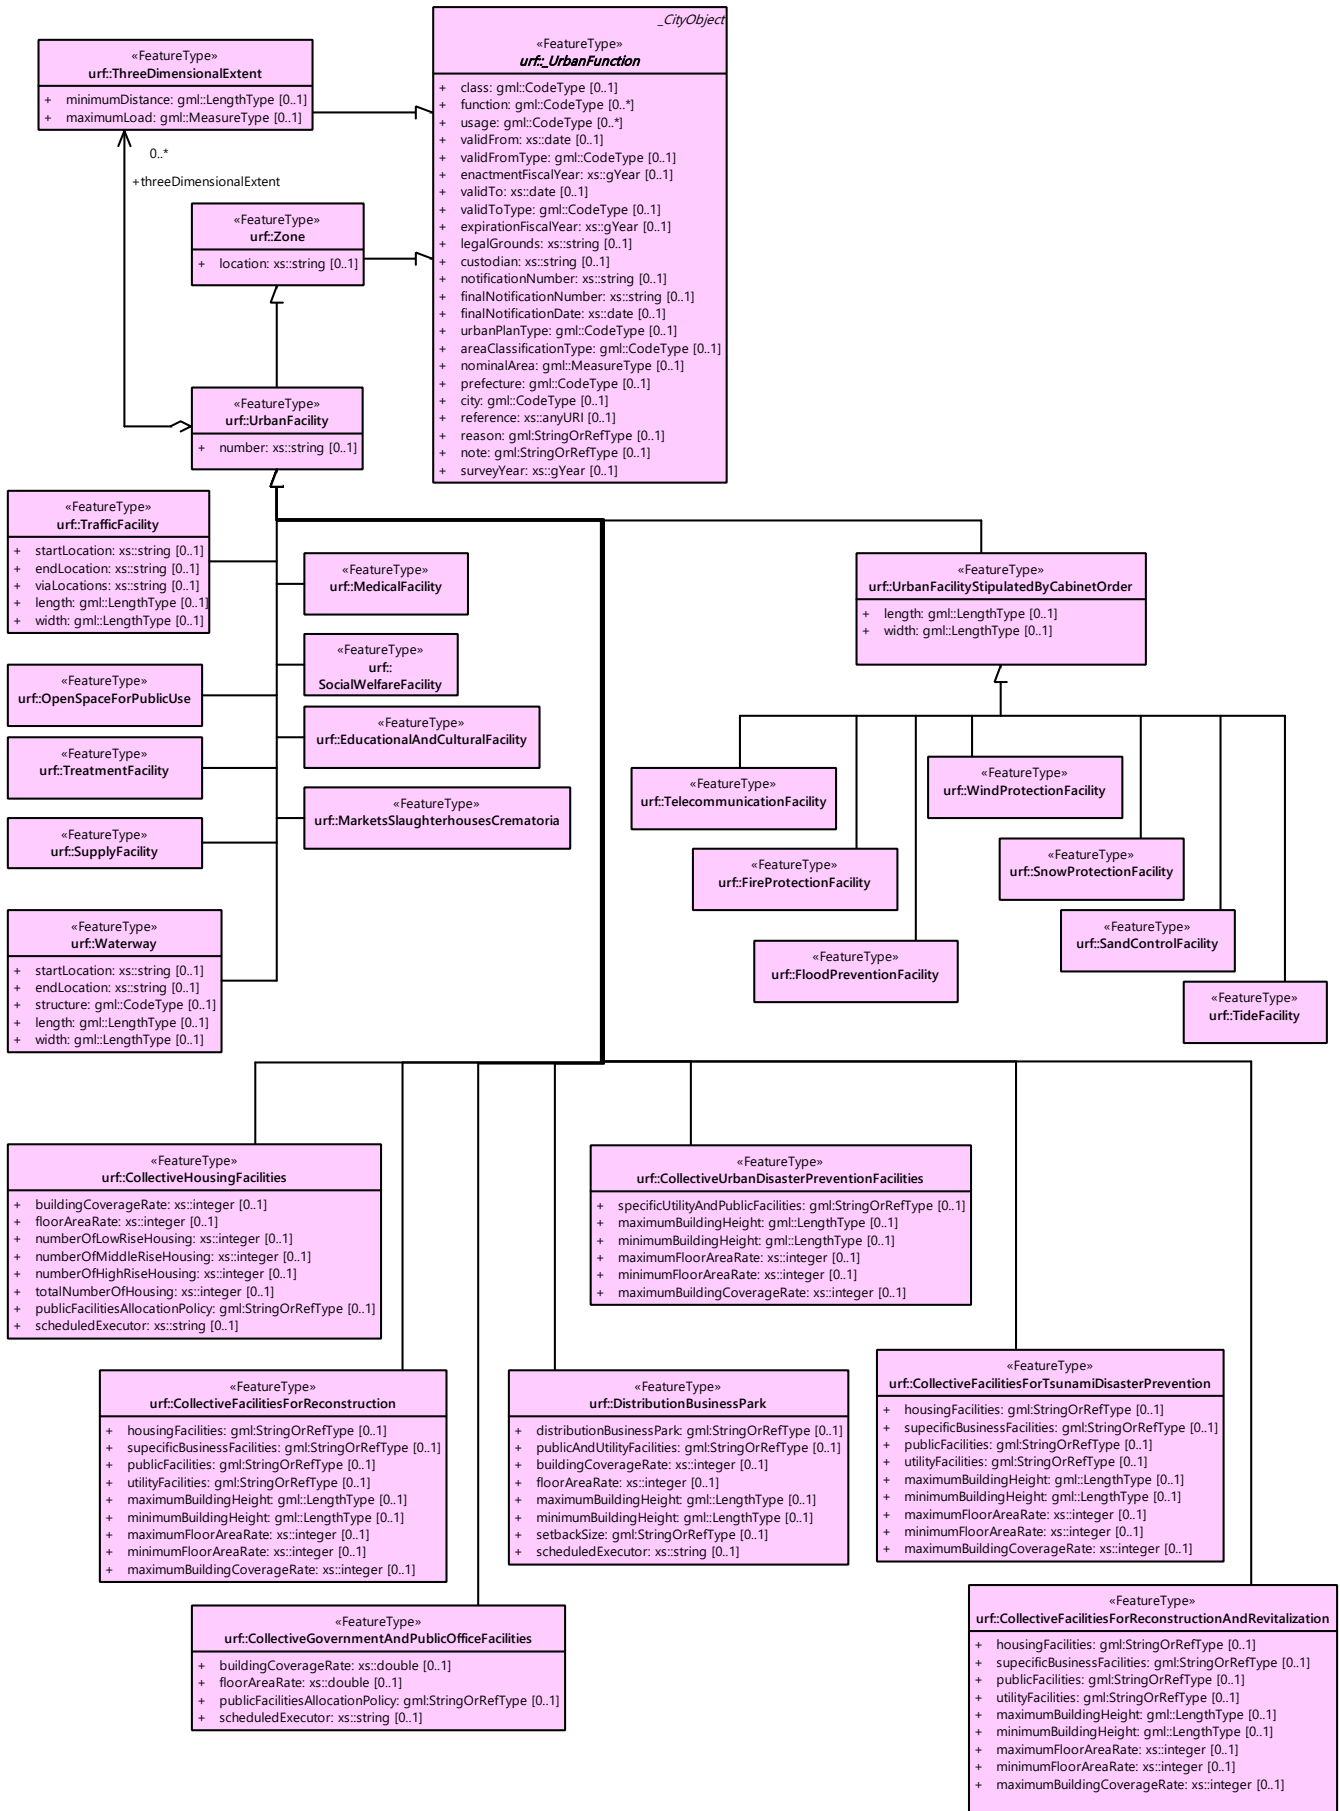 _CityObject
«FeatureType»
urf::_UrbanFunction
+ class: gml::CodeType [0..1]
+ function: gml::CodeType [0..*]
+ usage: gml::CodeType [0..*]
+ validFrom: xs::date [0..1]
+ validFromType: gml::CodeType [0..1]
+ enactmentFiscalYear: xs::gYear [0..1]
+ validTo: xs::date [0..1]
+ validToType: gml::CodeType [0..1]
+ expirationFiscalYear: xs::gYear [0..1]
+ legalGrounds: xs::string [0..1]
+ custodian: xs::string [0..1]
+ notificationNumber: xs::string [0..1]
+ finalNotificationNumber: xs::string [0..1]
+ finalNotificationDate: xs::date [0..1]
+ urbanPlanType: gml::CodeType [0..1]
+ areaClassificationType: gml::CodeType [0..1]
+ nominalArea: gml::MeasureType [0..1]
+ prefecture: gml::CodeType [0..1]
+ city: gml::CodeType [0..1]
+ reference: xs::anyURI [0..1]
+ reason: gml:StringOrRefType [0..1]
+ note: gml:StringOrRefType [0..1]
+ surveyYear: xs::gYear [0..1]
«FeatureType»
urf::ThreeDimensionalExtent
+ minimumDistance: gml::LengthType [0..1]
+ maximumLoad: gml::MeasureType [0..1]
0..*
+threeDimensionalExtent
«FeatureType»
urf::Zone
+ location: xs::string [0..1]
«FeatureType»
urf::UrbanFacility
+ number: xs::string [0..1]
«FeatureType»
urf::TrafficFacility
+ startLocation: xs::string [0..1]
+ endLocation: xs::string [0..1]
+ viaLocations: xs::string [0..1]
+ length: gml::LengthType [0..1]
+ width: gml::LengthType [0..1]
«FeatureType»
urf::MedicalFacility
«FeatureType»
urf::
SocialWelfareFacility
«FeatureType»
urf::OpenSpaceForPublicUse
«FeatureType»
urf::EducationalAndCulturalFacility
«FeatureType»
urf::TreatmentFacility
«FeatureType»
urf::MarketsSlaughterhousesCrematoria
«FeatureType»
urf::SupplyFacility
«FeatureType»
urf::Waterway
+ startLocation: xs::string [0..1]
+ endLocation: xs::string [0..1]
+ structure: gml::CodeType [0..1]
+ length: gml::LengthType [0..1]
+ width: gml::LengthType [0..1]
«FeatureType»
urf::UrbanFacilityStipulatedByCabinetOrder
+ length: gml::LengthType [0..1]
+ width: gml::LengthType [0..1]
«FeatureType»
urf::TelecommunicationFacility
«FeatureType»
urf::WindProtectionFacility
«FeatureType»
urf::FireProtectionFacility
«FeatureType»
urf::SnowProtectionFacility
«FeatureType»
urf::SandControlFacility
«FeatureType»
urf::FloodPreventionFacility
«FeatureType»
urf::TideFacility
«FeatureType»
urf::CollectiveHousingFacilities
+ buildingCoverageRate: xs::integer [0..1]
+ floorAreaRate: xs::integer [0..1]
+ numberOfLowRiseHousing: xs::integer [0..1]
+ numberOfMiddleRiseHousing: xs::integer [0..1]
+ numberOfHighRiseHousing: xs::integer [0..1]
+ totalNumberOfHousing: xs::integer [0..1]
+ publicFacilitiesAllocationPolicy: gml:StringOrRefType [0..1]
+ scheduledExecutor: xs::string [0..1]
«FeatureType»
urf::CollectiveUrbanDisasterPreventionFacilities
+ specificUtilityAndPublicFacilities: gml:StringOrRefType [0..1]
+ maximumBuildingHeight: gml::LengthType [0..1]
+ minimumBuildingHeight: gml::LengthType [0..1]
+ maximumFloorAreaRate: xs::integer [0..1]
+ minimumFloorAreaRate: xs::integer [0..1]
+ maximumBuildingCoverageRate: xs::integer [0..1]
«FeatureType»
urf::CollectiveFacilitiesForReconstruction
+ housingFacilities: gml:StringOrRefType [0..1]
+ supecificBusinessFacilities: gml:StringOrRefType [0..1]
+ publicFacilities: gml:StringOrRefType [0..1]
+ utilityFacilities: gml:StringOrRefType [0..1]
+ maximumBuildingHeight: gml::LengthType [0..1]
+ minimumBuildingHeight: gml::LengthType [0..1]
+ maximumFloorAreaRate: xs::integer [0..1]
+ minimumFloorAreaRate: xs::integer [0..1]
+ maximumBuildingCoverageRate: xs::integer [0..1]
«FeatureType»
urf::DistributionBusinessPark
+ distributionBusinessPark: gml:StringOrRefType [0..1]
+ publicAndUtilityFacilities: gml:StringOrRefType [0..1]
+ buildingCoverageRate: xs::integer [0..1]
+ floorAreaRate: xs::integer [0..1]
+ maximumBuildingHeight: gml::LengthType [0..1]
+ minimumBuildingHeight: gml::LengthType [0..1]
+ setbackSize: gml:StringOrRefType [0..1]
+ scheduledExecutor: xs::string [0..1]
«FeatureType»
urf::CollectiveFacilitiesForTsunamiDisasterPrevention
+ housingFacilities: gml:StringOrRefType [0..1]
+ supecificBusinessFacilities: gml:StringOrRefType [0..1]
+ publicFacilities: gml:StringOrRefType [0..1]
+ utilityFacilities: gml:StringOrRefType [0..1]
+ maximumBuildingHeight: gml::LengthType [0..1]
+ minimumBuildingHeight: gml::LengthType [0..1]
+ maximumFloorAreaRate: xs::integer [0..1]
+ minimumFloorAreaRate: xs::integer [0..1]
+ maximumBuildingCoverageRate: xs::integer [0..1]
«FeatureType»
urf::CollectiveGovernmentAndPublicOfficeFacilities
+ buildingCoverageRate: xs::double [0..1]
+ floorAreaRate: xs::double [0..1]
+ publicFacilitiesAllocationPolicy: gml:StringOrRefType [0..1]
+ scheduledExecutor: xs::string [0..1]
«FeatureType»
urf::CollectiveFacilitiesForReconstructionAndRevitalization
+ housingFacilities: gml:StringOrRefType [0..1]
+ supecificBusinessFacilities: gml:StringOrRefType [0..1]
+ publicFacilities: gml:StringOrRefType [0..1]
+ utilityFacilities: gml:StringOrRefType [0..1]
+ maximumBuildingHeight: gml::LengthType [0..1]
+ minimumBuildingHeight: gml::LengthType [0..1]
+ maximumFloorAreaRate: xs::integer [0..1]
+ minimumFloorAreaRate: xs::integer [0..1]
+ maximumBuildingCoverageRate: xs::integer [0..1]